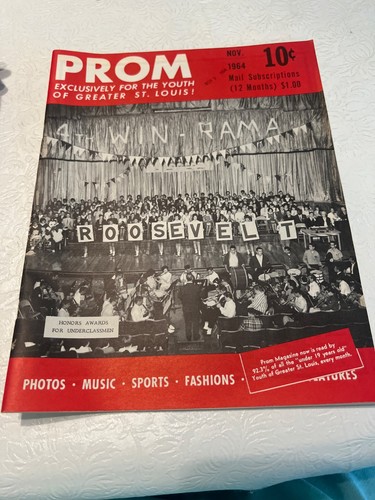 PROM
EXCLUSIVELY FOR THE YOUTH
OF GREATER ST. LOUIS!
NOV.
1964
10¢
Mail Subscriptions
(12 Months) $1.00
4TH WIN-RAMA
ROOSEVELT
HONORS AWARDS
FOR UNDERCLASSMEN
Prom Magazine now is read by
92.3% of all the "under 19 years old"
Youth of Greater St. Louis, every month.
PHOTOS · MUSIC · SPORTS · FASHIONS ·